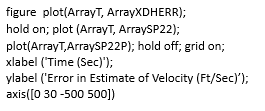 figure  plot(ArrayT, ArrayXDHERR);
hold on; plot (ArrayT, ArraySP22);
plot(ArrayT,ArraySP22P); hold off; grid on;
xlabel ('Time (Sec)');
ylabel ('Error in Estimate of Velocity (Ft/Sec)’);
axis([0 30 -500 500])